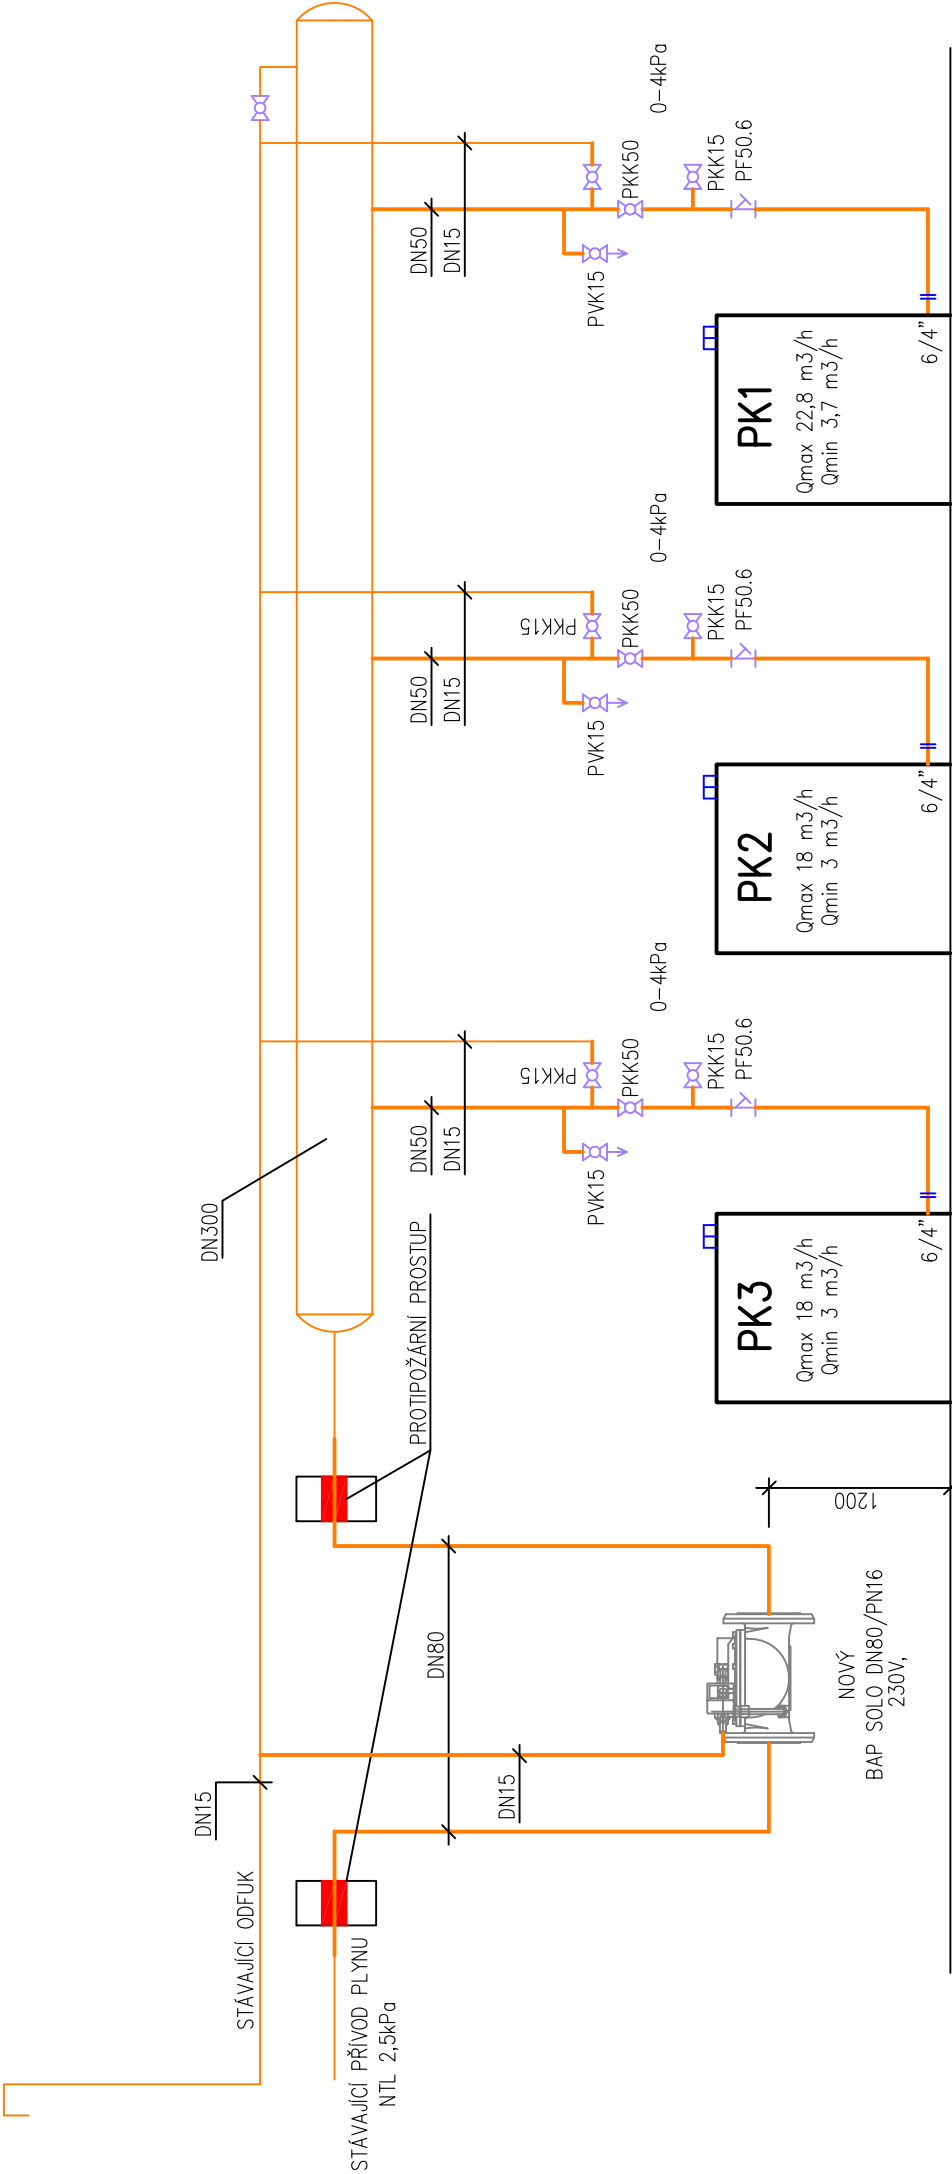 STÁVAJÍCÍ ODFUK
DN15
STÁVAJÍCÍ PŘÍVOD PLYNU
NTL 2,5kPa
DN80
DN15
PROTIPOŽÁRNÍ PROSTUP
NOVÝ
BAP SOLO DN80/PN16
230V,
1200
DN300
DN50
DN15
PKK15
PVK15
PKK50
0-4kPa
PKK15
PF50.6
PK3
Qmax 18 m3/h
Qmin 3 m3/h
6/4"
DN50
DN15
PKK15
PVK15
PKK50
0-4kPa
PKK15
PF50.6
PK2
Qmax 18 m3/h
Qmin 3 m3/h
6/4"
DN50
DN15
PVK15
PKK50
0-4kPa
PKK15
PF50.6
PK1
Qmax 22,8 m3/h
Qmin 3,7 m3/h
6/4"